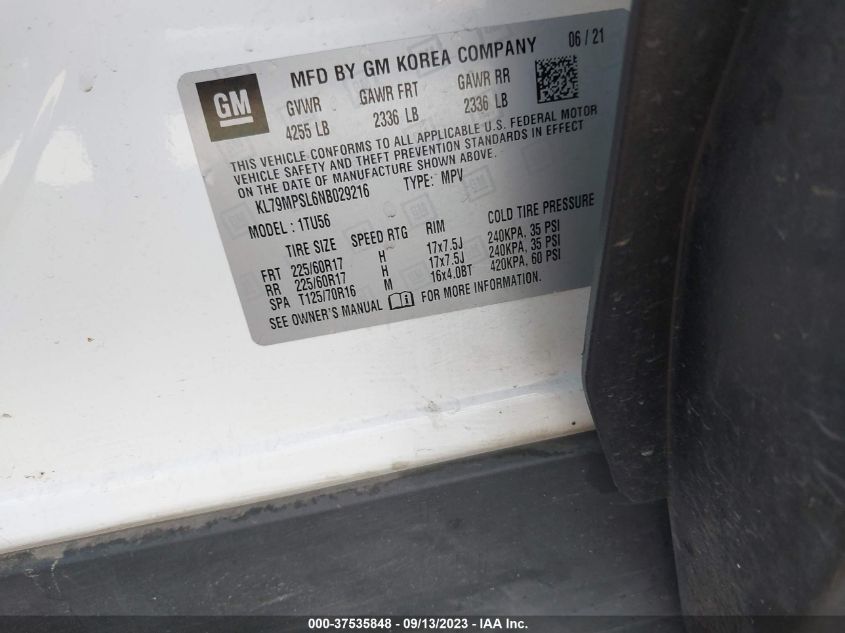 GM
MFD BY GM KOREA COMPANY 06 / 21
GVWR GAWR FRT GAWR RR
4255 LB 2336 LB 2336 LB
THIS VEHICLE CONFORMS TO ALL APPLICABLE U.S. FEDERAL MOTOR
VEHICLE SAFETY AND THEFT PREVENTION STANDARDS IN EFFECT
ON THE DATE OF MANUFACTURE SHOWN ABOVE.
KL79MPSL6NB029216 TYPE: MPV
MODEL: 1TU56
TIRE SIZE SPEED RTG RIM COLD TIRE PRESSURE
FRT 225/60R17 H 17x7.5J 240KPA, 35 PSI
RR 225/60R17 H 17x7.5J 240KPA, 35 PSI
SPA T125/70R16 M 16x4.0BT 420KPA, 60 PSI
SEE OWNER'S MANUAL FOR MORE INFORMATION.
000-37535848 - 09/13/2023 - IAA Inc.